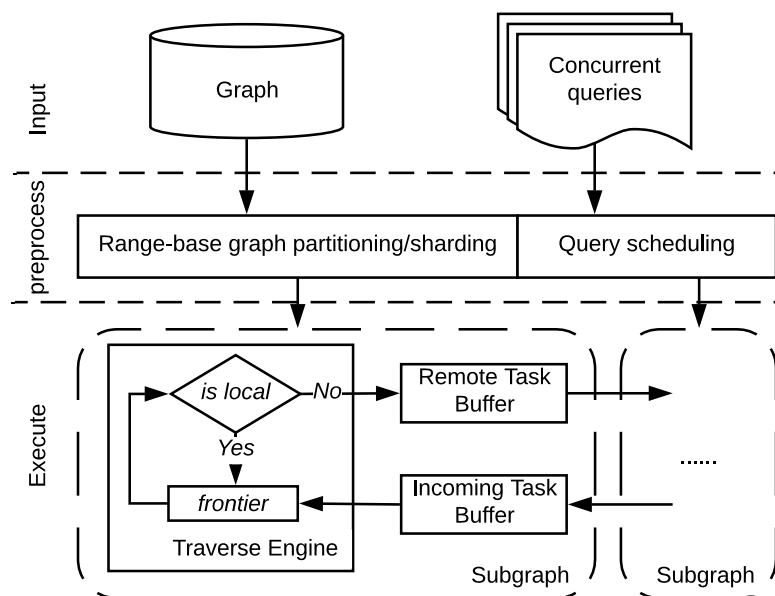 Input
Graph
Concurrent
queries
preprocess
Range-base graph partitioning/sharding
Query scheduling
Execute
is local
No
Remote Task
Buffer
Yes
frontier
Incoming Task
Buffer
......
Traverse Engine
Subgraph
Subgraph